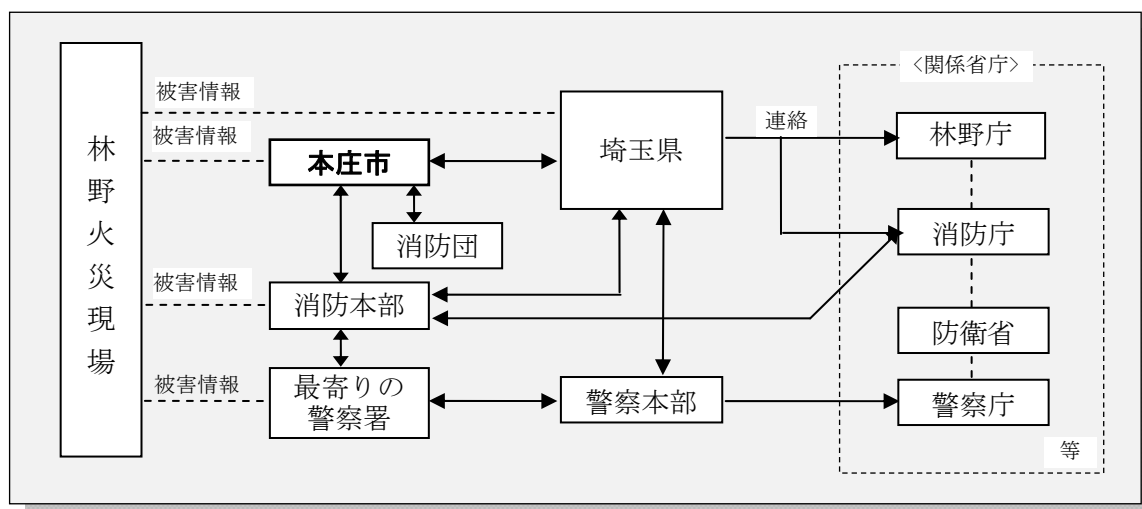 林野火災現場
被害情報
被害情報
被害情報
被害情報
本庄市
消防団
消防本部
最寄りの
警察署
埼玉県
警察本部
連絡
<関係省庁>
林野庁
消防庁
防衛省
警察庁
等